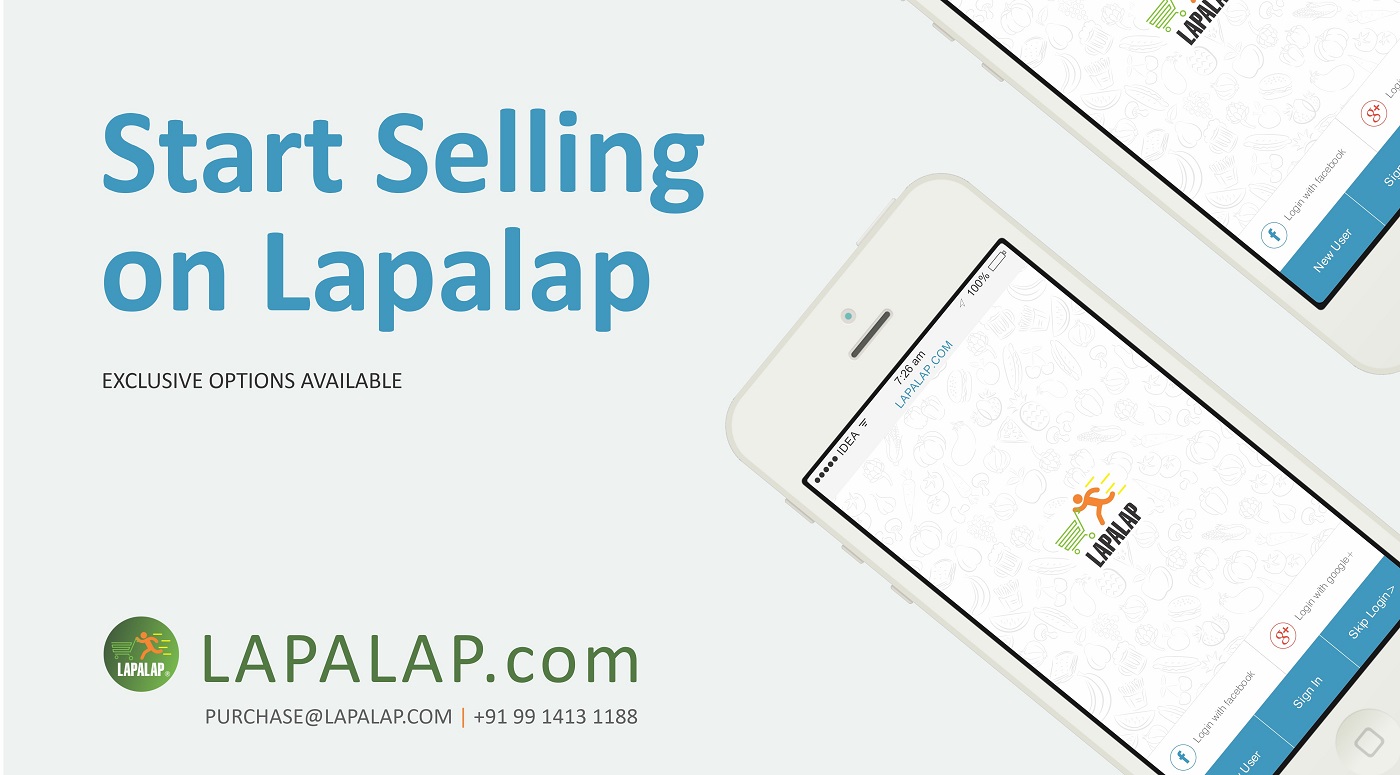 Start Selling
on Lapalap
EXCLUSIVE OPTIONS AVAILABLE
LAPALAP®
LAPALAP.com
PURCHASE@LAPALAP.COM | +91 99 1413 1188
IDEA 7:26 am 100%
LAPALAP.COM
LAPALAP
Login with facebook
Login with google+
User
Sign In
Skip Login >
LAPALAP
Login with facebook
g+
New User